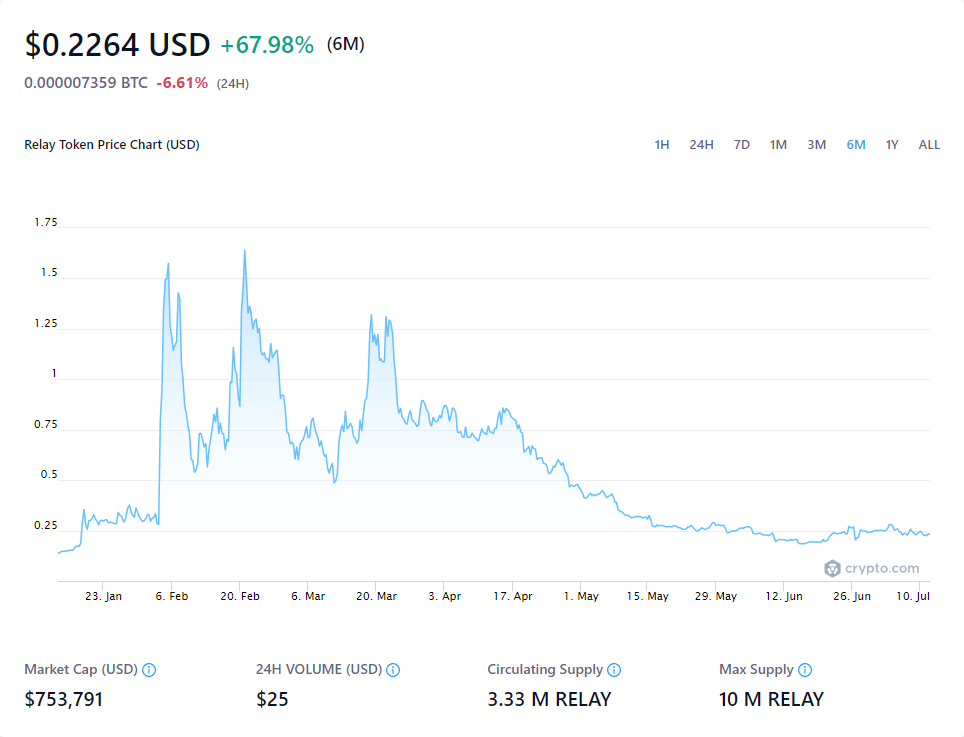 $0.2264 USD +67.98% (6M)
0.000007359 BTC -6.61% (24H)
Relay Token Price Chart (USD) 1H 24H 7D 1M 3M 6M 1Y ALL
1.75
1.5
1.25
1
0.75
0.5
0.25
crypto.com
23. Jan 6. Feb 20. Feb 6. Mar 20. Mar 3. Apr 17. Apr 1. May 15. May 29. May 12. Jun 26. Jun 10. Jul
Market Cap (USD) 24H VOLUME (USD) Circulating Supply Max Supply
$753,791 $25 3.33 M RELAY 10 M RELAY